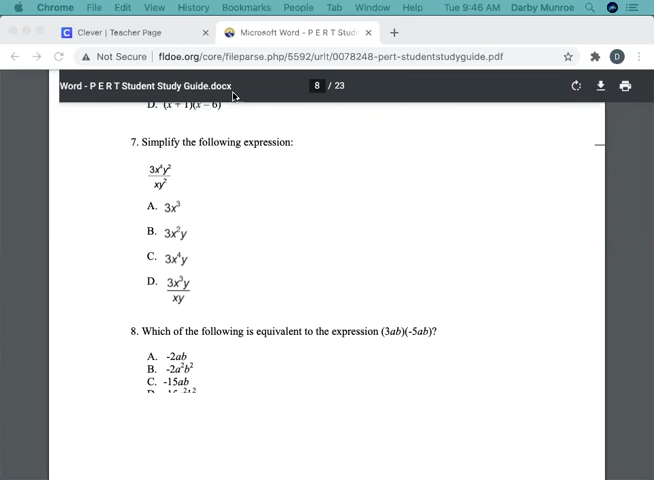 Chrome File Edit View History Bookmarks People Tab Window Help Tue 9:46 AM Darby Munroe
Clever | Teacher Page
Microsoft Word - P E R T Stud
Not Secure | fldoe.org/core/fileparse.php/5592/urlt/0078248-pert-studentstudyguide.pdf
D
Word - P E R T Student Study Guide.docx 8 / 23
D. (x + 1)(x – 6)
7. Simplify the following expression:
3x⁴y²
xy²
A. 3x³
B. 3x²y
C. 3x⁴y
D. 3x³y
xy
8. Which of the following is equivalent to the expression (3ab)(-5ab)?
A. -2ab
B. -2a²b²
C. -15ab